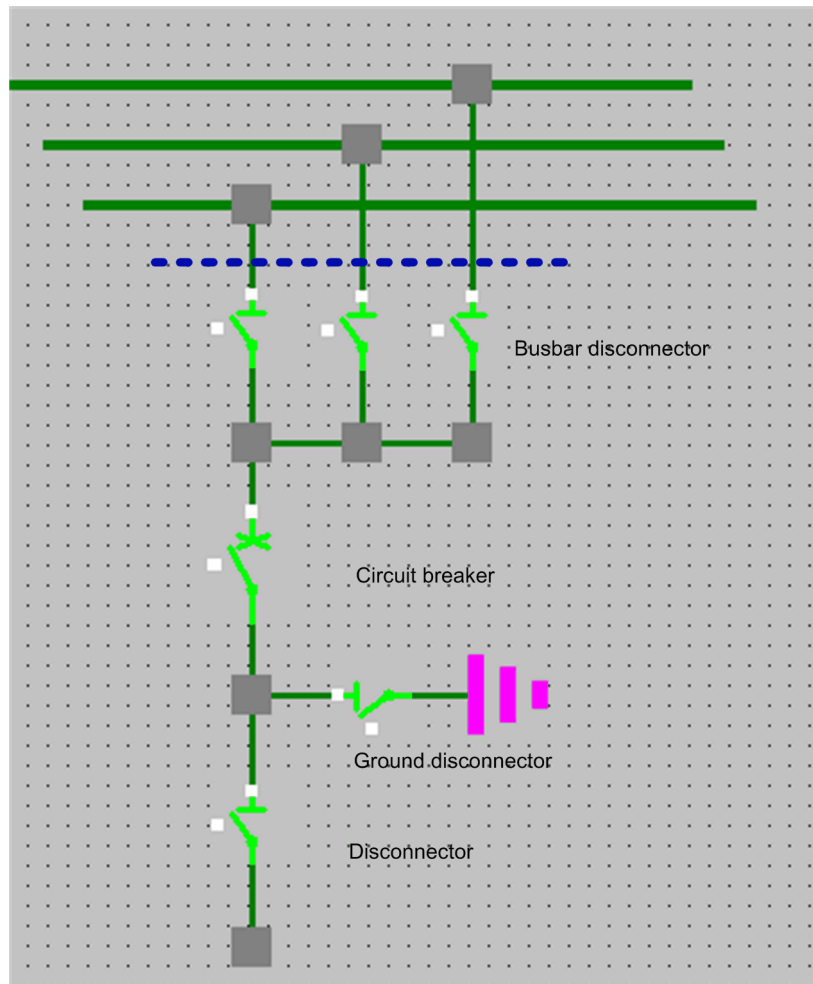 Busbar disconnector
Circuit breaker
Ground disconnector
Disconnector